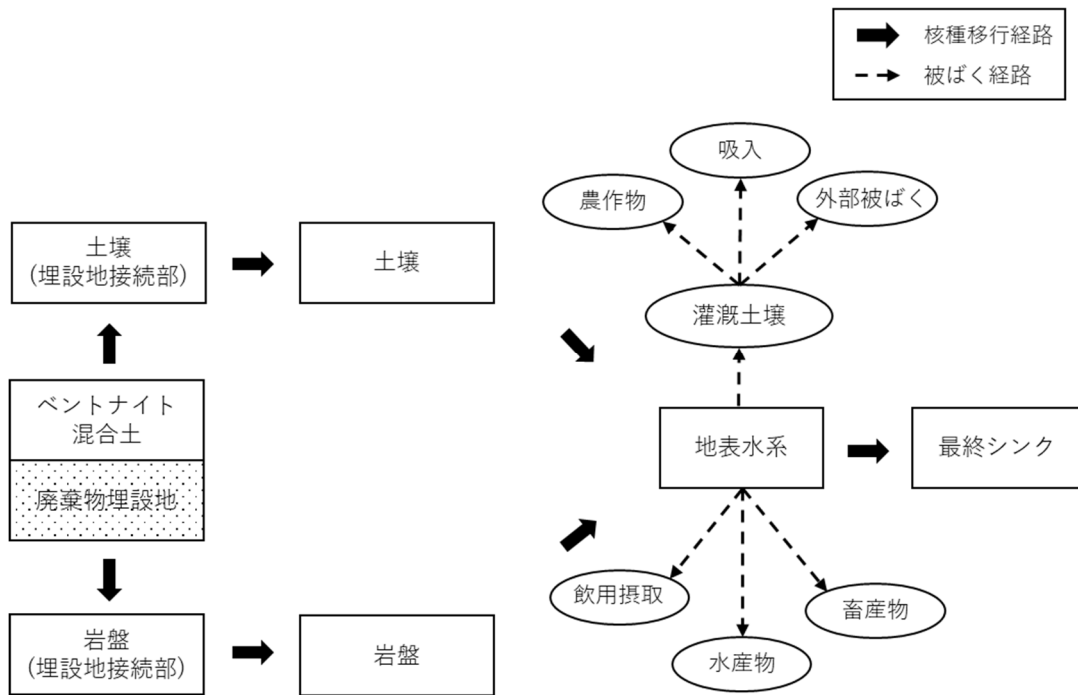 核種移行経路
被ばく経路
吸入
農作物
外部被ばく
土壌
(埋設地接続部)
土壌
灌漑土壌
ベントナイト
混合土
廃棄物埋設地
地表水系
最終シンク
飲用摂取
水産物
畜産物
岩盤
(埋設地接続部)
岩盤